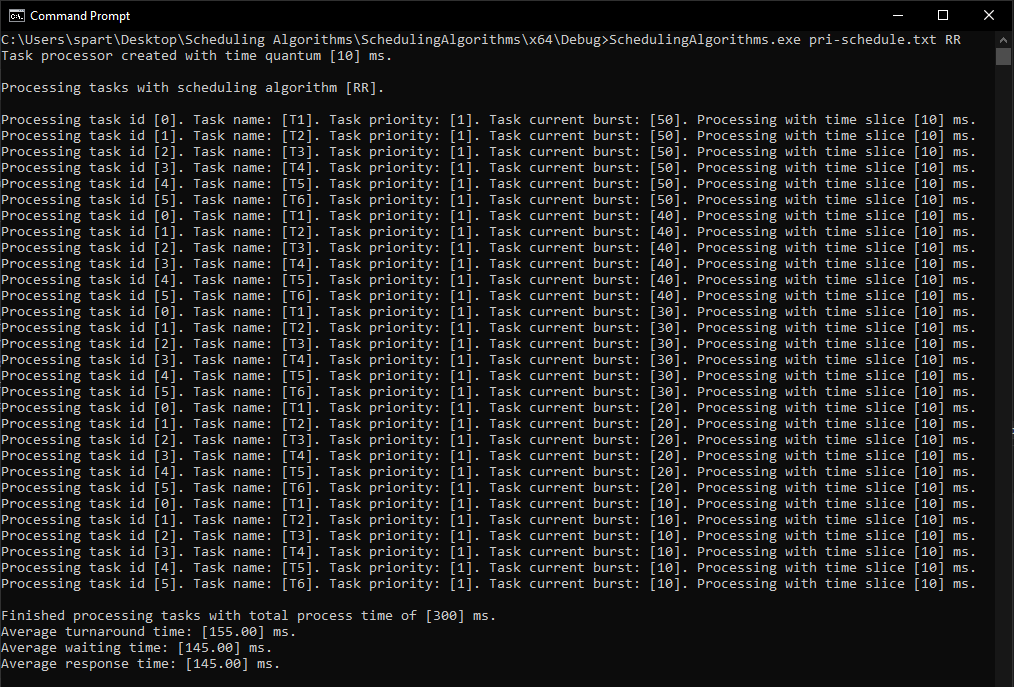 Command Prompt
C:\Users\spart\Desktop\Scheduling Algorithms\SchedulingAlgorithms\x64\Debug>SchedulingAlgorithms.exe pri-schedule.txt RR
Task processor created with time quantum [10] ms.
Processing tasks with scheduling algorithm [RR].
Processing task id [0]. Task name: [T1]. Task priority: [1]. Task current burst: [50]. Processing with time slice [10] ms.
Processing task id [1]. Task name: [T2]. Task priority: [1]. Task current burst: [50]. Processing with time slice [10] ms.
Processing task id [2]. Task name: [T3]. Task priority: [1]. Task current burst: [50]. Processing with time slice [10] ms.
Processing task id [3]. Task name: [T4]. Task priority: [1]. Task current burst: [50]. Processing with time slice [10] ms.
Processing task id [4]. Task name: [T5]. Task priority: [1]. Task current burst: [50]. Processing with time slice [10] ms.
Processing task id [5]. Task name: [T6]. Task priority: [1]. Task current burst: [50]. Processing with time slice [10] ms.
Processing task id [0]. Task name: [T1]. Task priority: [1]. Task current burst: [40]. Processing with time slice [10] ms.
Processing task id [1]. Task name: [T2]. Task priority: [1]. Task current burst: [40]. Processing with time slice [10] ms.
Processing task id [2]. Task name: [T3]. Task priority: [1]. Task current burst: [40]. Processing with time slice [10] ms.
Processing task id [3]. Task name: [T4]. Task priority: [1]. Task current burst: [40]. Processing with time slice [10] ms.
Processing task id [4]. Task name: [T5]. Task priority: [1]. Task current burst: [40]. Processing with time slice [10] ms.
Processing task id [5]. Task name: [T6]. Task priority: [1]. Task current burst: [40]. Processing with time slice [10] ms.
Processing task id [0]. Task name: [T1]. Task priority: [1]. Task current burst: [30]. Processing with time slice [10] ms.
Processing task id [1]. Task name: [T2]. Task priority: [1]. Task current burst: [30]. Processing with time slice [10] ms.
Processing task id [2]. Task name: [T3]. Task priority: [1]. Task current burst: [30]. Processing with time slice [10] ms.
Processing task id [3]. Task name: [T4]. Task priority: [1]. Task current burst: [30]. Processing with time slice [10] ms.
Processing task id [4]. Task name: [T5]. Task priority: [1]. Task current burst: [30]. Processing with time slice [10] ms.
Processing task id [5]. Task name: [T6]. Task priority: [1]. Task current burst: [30]. Processing with time slice [10] ms.
Processing task id [0]. Task name: [T1]. Task priority: [1]. Task current burst: [20]. Processing with time slice [10] ms.
Processing task id [1]. Task name: [T2]. Task priority: [1]. Task current burst: [20]. Processing with time slice [10] ms.
Processing task id [2]. Task name: [T3]. Task priority: [1]. Task current burst: [20]. Processing with time slice [10] ms.
Processing task id [3]. Task name: [T4]. Task priority: [1]. Task current burst: [20]. Processing with time slice [10] ms.
Processing task id [4]. Task name: [T5]. Task priority: [1]. Task current burst: [20]. Processing with time slice [10] ms.
Processing task id [5]. Task name: [T6]. Task priority: [1]. Task current burst: [20]. Processing with time slice [10] ms.
Processing task id [0]. Task name: [T1]. Task priority: [1]. Task current burst: [10]. Processing with time slice [10] ms.
Processing task id [1]. Task name: [T2]. Task priority: [1]. Task current burst: [10]. Processing with time slice [10] ms.
Processing task id [2]. Task name: [T3]. Task priority: [1]. Task current burst: [10]. Processing with time slice [10] ms.
Processing task id [3]. Task name: [T4]. Task priority: [1]. Task current burst: [10]. Processing with time slice [10] ms.
Processing task id [4]. Task name: [T5]. Task priority: [1]. Task current burst: [10]. Processing with time slice [10] ms.
Processing task id [5]. Task name: [T6]. Task priority: [1]. Task current burst: [10]. Processing with time slice [10] ms.
Finished processing tasks with total process time of [300] ms.
Average turnaround time: [155.00] ms.
Average waiting time: [145.00] ms.
Average response time: [145.00] ms.